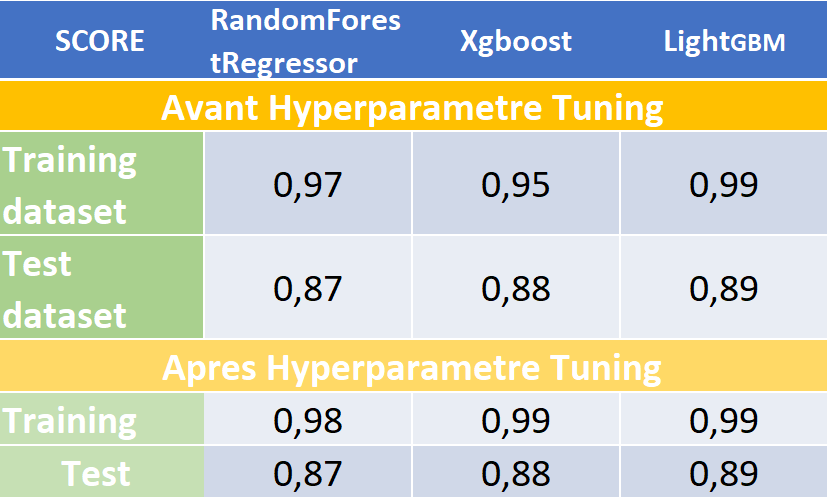 SCORE RandomFores Xgboost LightGBM
tRegressor
Avant Hyperparametre Tuning
Training 0,97 0,95 0,99
dataset
Test 0,87 0,88 0,89
dataset
Apres Hyperparametre Tuning
Training 0,98 0,99 0,99
Test 0,87 0,88 0,89